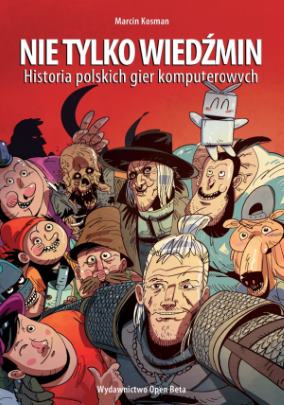 Marcin Kosman
NIE TYLKO WIEDŹMIN
Historia polskich gier komputerowych
Wydawnictwo Open Beta